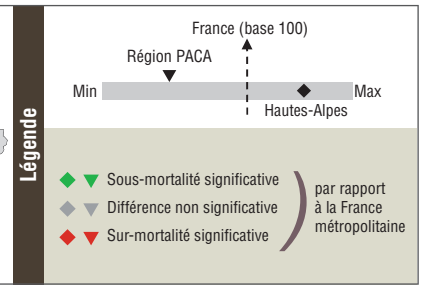 Légende
France (base 100)
Région PACA
Min
Max
Hautes-Alpes
Sous-mortalité significative
Différence non significative
Sur-mortalité significative
par rapport
à la France
métropolitaine